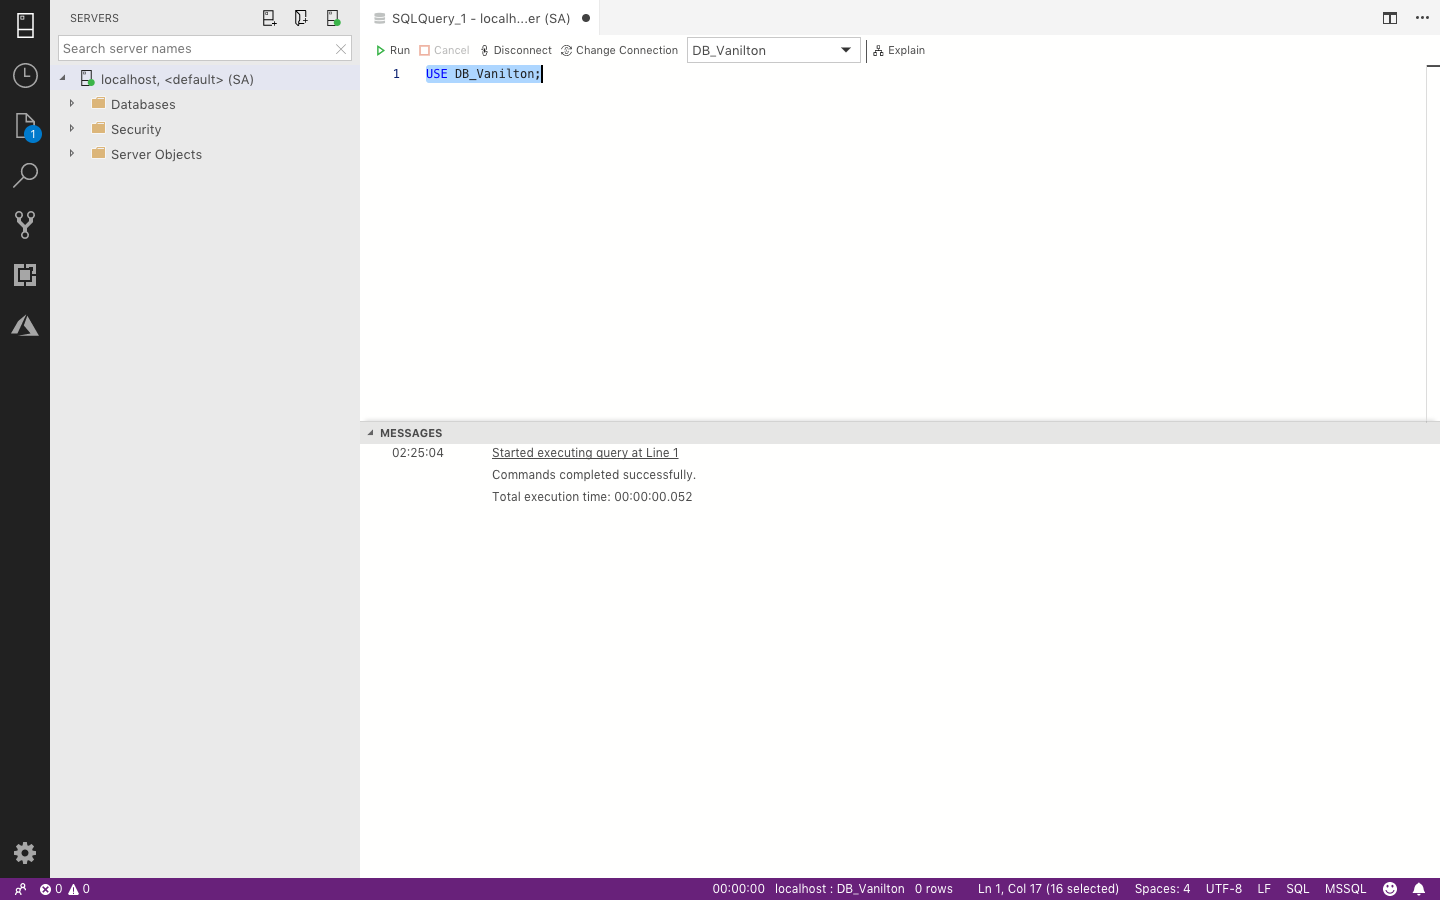 SERVERS
Search server names
localhost, <default> (SA)
Databases
Security
Server Objects
1
SQLQuery_1 - localh...er (SA)
Run Cancel Disconnect Change Connection DB_Vanilton Explain
1 USE DB_Vanilton;
MESSAGES
02:25:04 Started executing query at Line 1
Commands completed successfully.
Total execution time: 00:00:00.052
0 0 00:00:00 localhost : DB_Vanilton 0 rows Ln 1, Col 17 (16 selected) Spaces: 4 UTF-8 LF SQL MSSQL